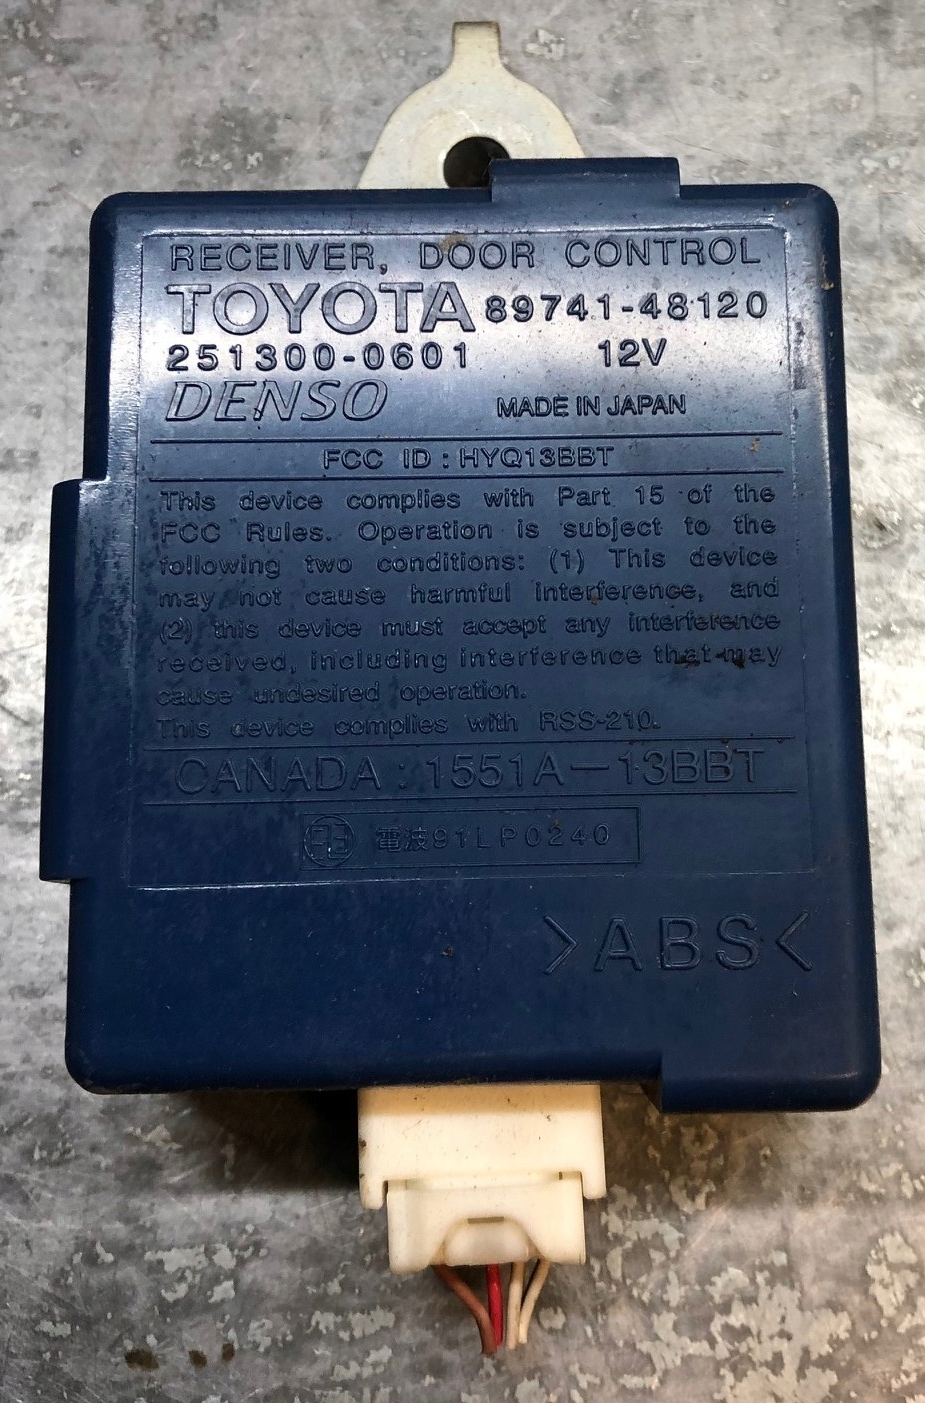 RECEIVER, DOOR CONTROL
TOYOTA 89741-48120
251300-0601 12V
DENSO MADE IN JAPAN
FCC ID : HYQ13BBT
This device complies with Part 15 of the
FCC Rules. Operation is subject to the
following two conditions: (1) This device
may not cause harmful interference, and
(2) this device must accept any interference
received, including interference that may
cause undesired operation.
This device complies with RSS-210.
CANADA : 1551A-13BBT
電波91LP0240
>ABS<